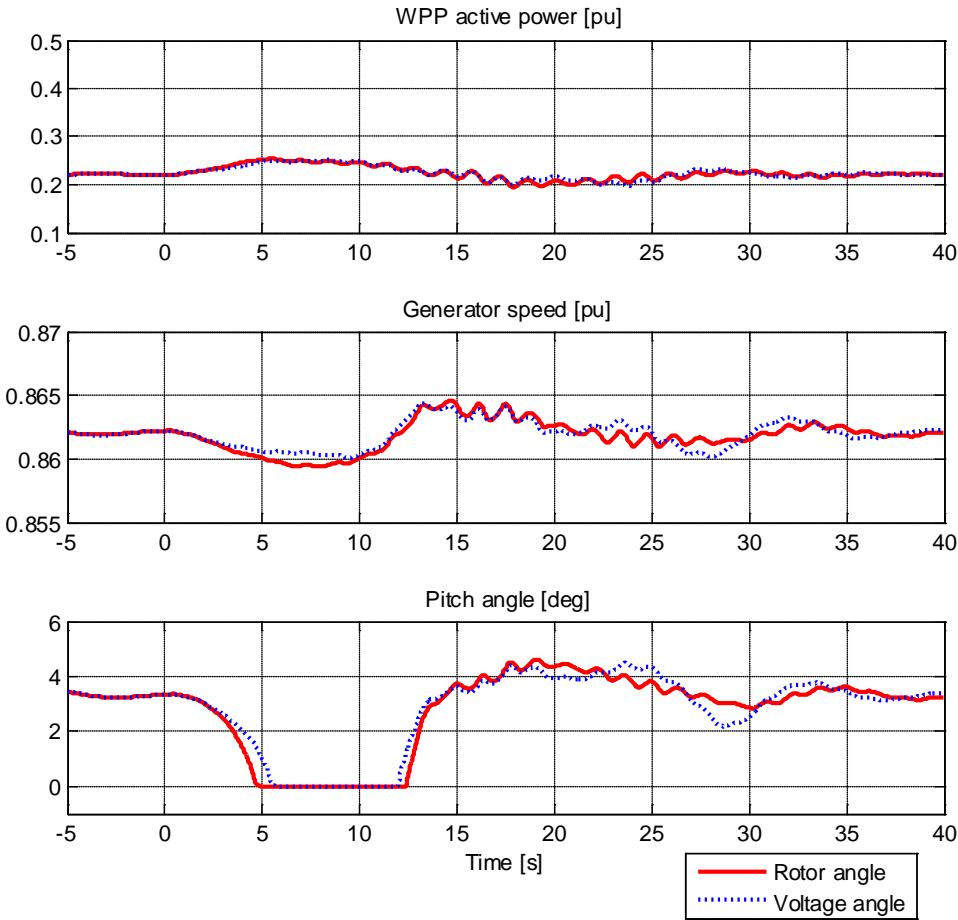 WPP active power [pu]
0.5
0.4
0.3
0.2
0.1
-5 0 5 10 15 20 25 30 35 40
Generator speed [pu]
0.87
0.865
0.86
0.855
-5 0 5 10 15 20 25 30 35 40
Pitch angle [deg]
6
4
2
0
-5 0 5 10 15 20 25 30 35 40
Time [s]
Rotor angle
Voltage angle